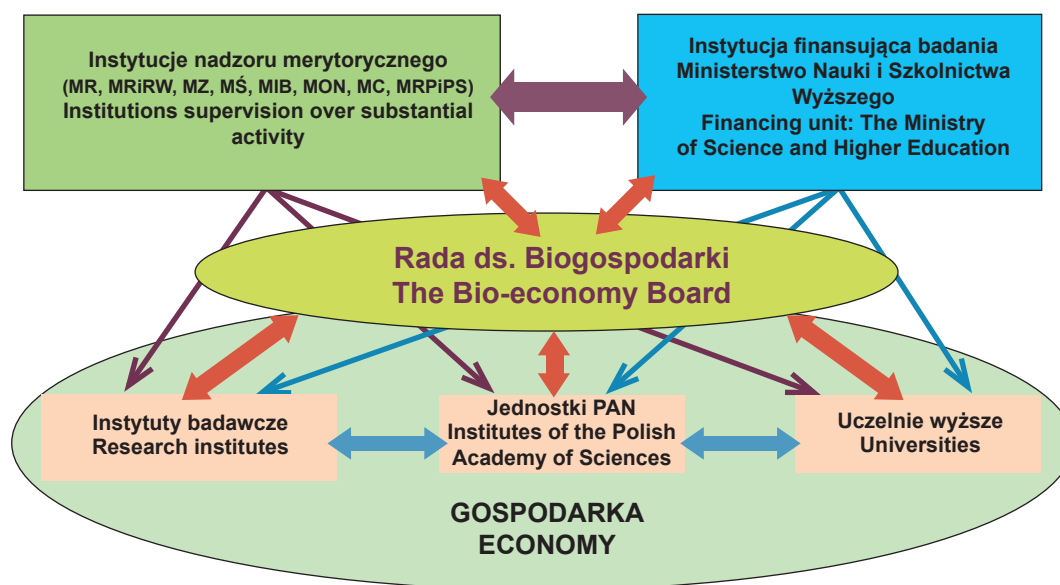 Instytucje nadzoru merytorycznego
(MR, MRiRW, MZ, MŚ, MIB, MON, MC, MRPiPS)
Institutions supervision over substantial
activity
Instytucja finansująca badania
Ministerstwo Nauki i Szkolnictwa
Wyższego
Financing unit: The Ministry
of Science and Higher Education
Rada ds. Biogospodarki
The Bio-economy Board
Instytuty badawcze
Research institutes
Jednostki PAN
Institutes of the Polish
Academy of Sciences
Uczelnie wyższe
Universities
GOSPODARKA
ECONOMY